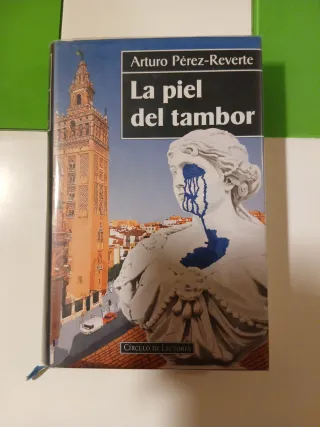 Arturo Pérez-Reverte
La piel
del tambor
CÍRCULO DE LECTORES